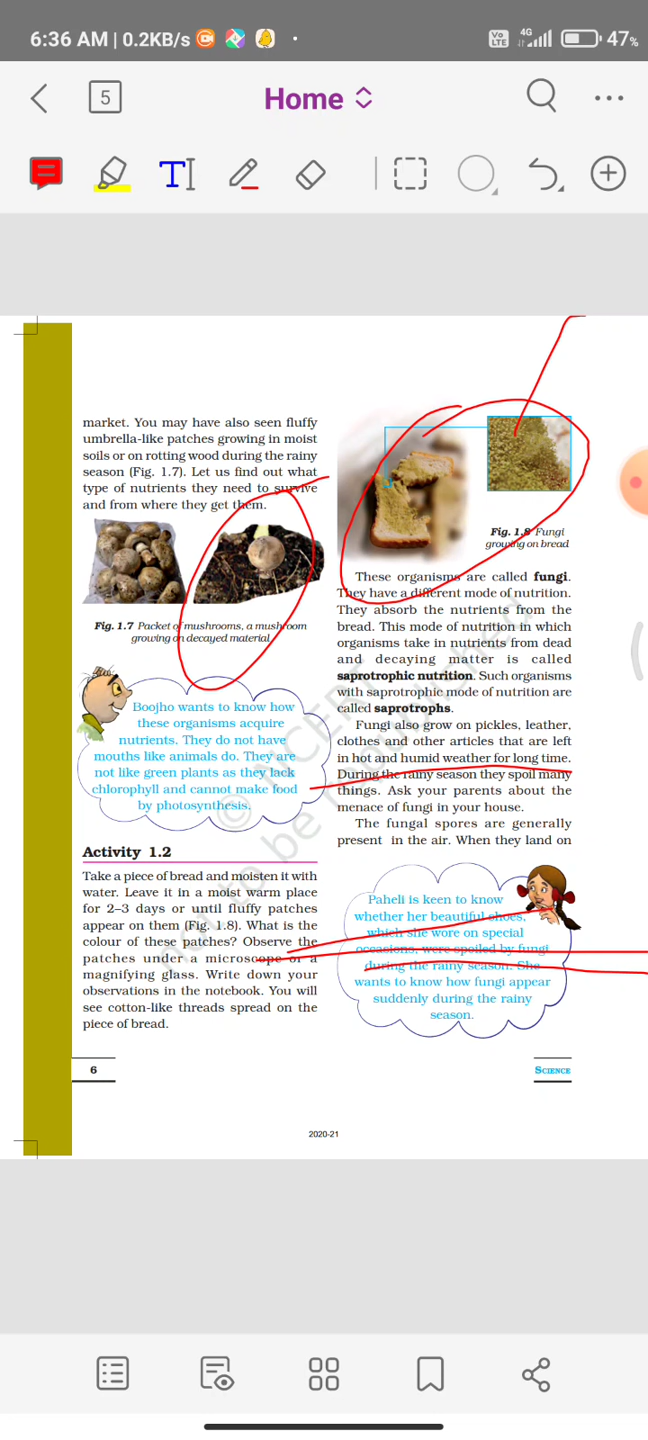 6:36 AM | 0.2KB/s
Vo LTE 4G 47%
5
Home
T
market. You may have also seen fluffy
umbrella-like patches growing in moist
soils or on rotting wood during the rainy
season (Fig. 1.7). Let us find out what
type of nutrients they need to survive
and from where they get them.
Fig. 1.7 Packet of mushrooms, a mushroom
growing on decayed material
Boojho wants to know how
these organisms acquire
nutrients. They do not have
mouths like animals do. They are
not like green plants as they lack
chlorophyll and cannot make food
by photosynthesis.
Activity 1.2
Take a piece of bread and moisten it with
water. Leave it in a moist warm place
for 2–3 days or until fluffy patches
appear on them (Fig. 1.8). What is the
colour of these patches? Observe the
patches under a microscope or a
magnifying glass. Write down your
observations in the notebook. You will
see cotton-like threads spread on the
piece of bread.
Fig. 1.8 Fungi
growing on bread
These organisms are called fungi.
They have a different mode of nutrition.
They absorb the nutrients from the
bread. This mode of nutrition in which
organisms take in nutrients from dead
and decaying matter is called
saprotrophic nutrition. Such organisms
with saprotrophic mode of nutrition are
called saprotrophs.
Fungi also grow on pickles, leather,
clothes and other articles that are left
in hot and humid weather for long time.
During the rainy season they spoil many
things. Ask your parents about the
menace of fungi in your house.
The fungal spores are generally
present in the air. When they land on
Paheli is keen to know
whether her beautiful shoes,
which she wore on special
occasions, were spoiled by fungi
during the rainy season. She
wants to know how fungi appear
suddenly during the rainy
season.
6
SCIENCE
2020-21
© NCERT
not to be republished